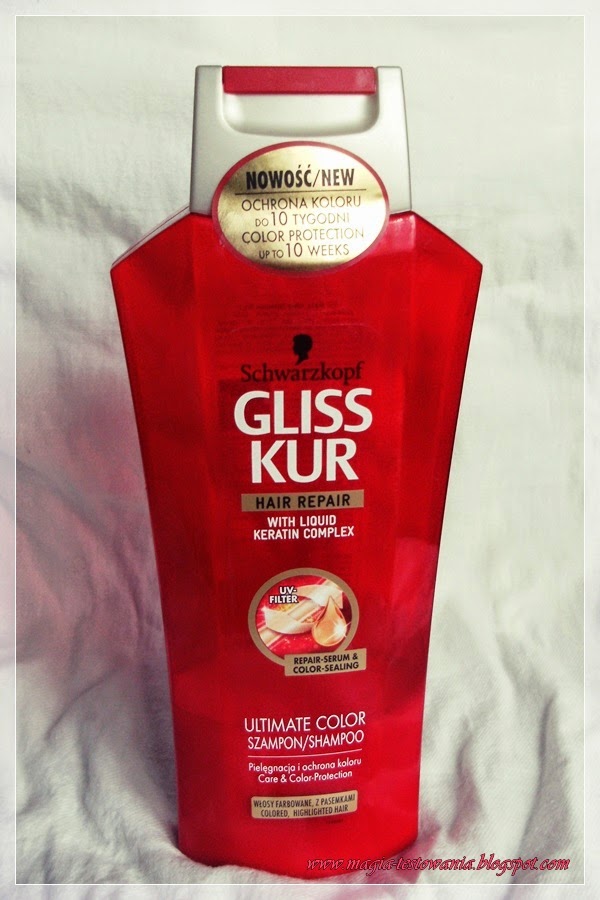 NOWOŚĆ/NEW
OCHRONA KOLORU
DO 10 TYGODNI
COLOR PROTECTION
UP TO 10 WEEKS
Schwarzkopf
GLISS
KUR
HAIR REPAIR
WITH LIQUID
KERATIN COMPLEX
UV-
FILTER
REPAIR-SERUM &
COLOR-SEALING
ULTIMATE COLOR
SZAMPON/SHAMPOO
Pielęgnacja i ochrona koloru
Care & Color-Protection
WŁOSY FARBOWANE, Z PASEMKAMI
COLORED, HIGHLIGHTED HAIR
www.magia-testowania.blogspot.com